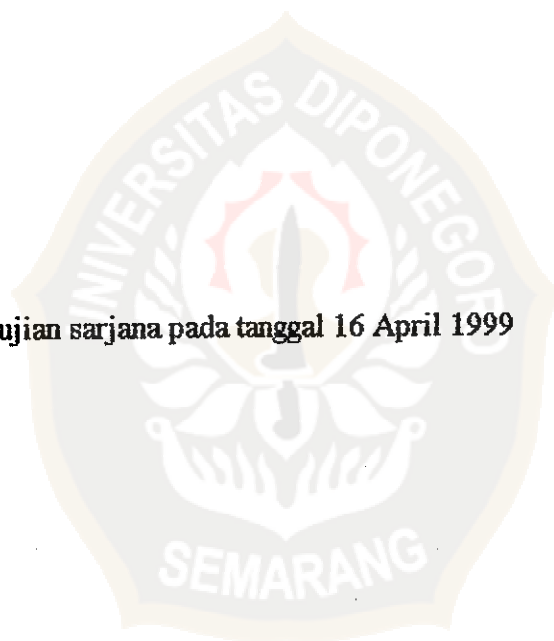 UNIVERSITAS DIPONEGORO
ujian sarjana pada tanggal 16 April 1999
SEMARANG